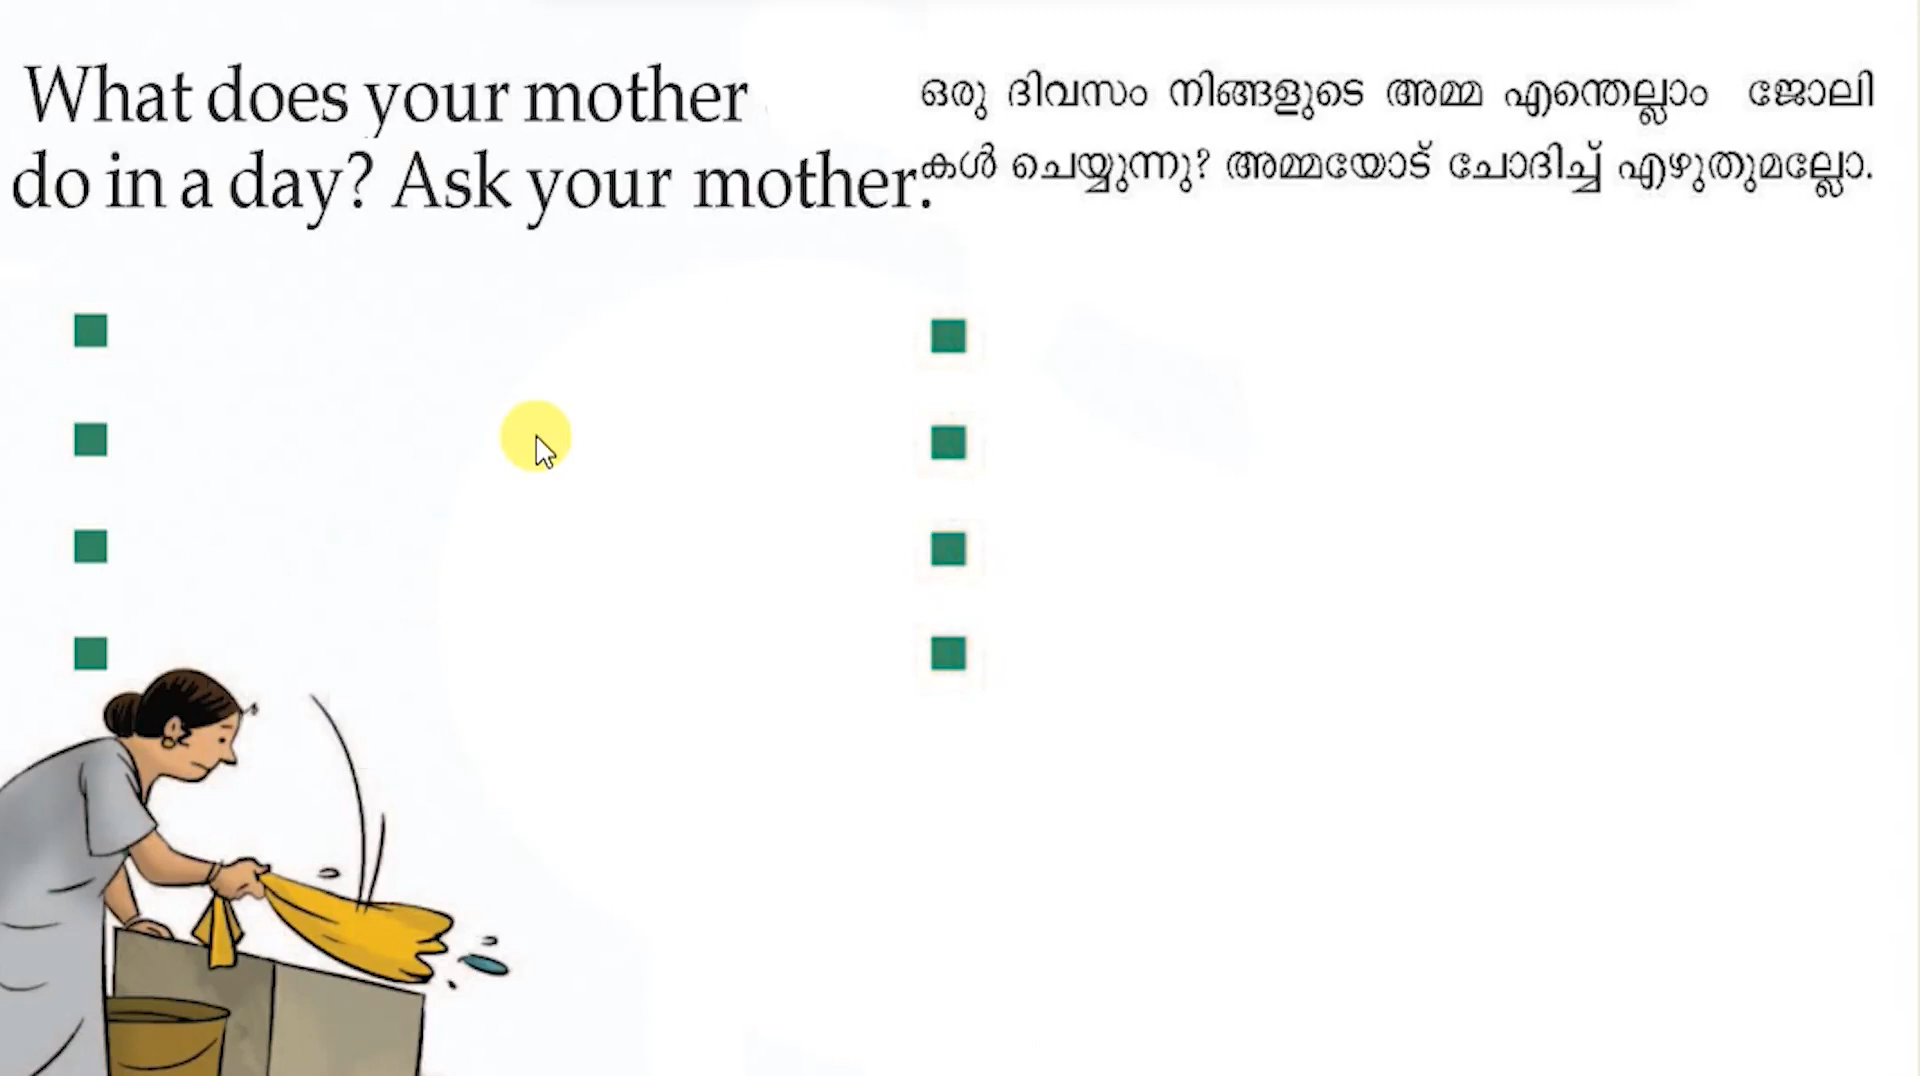 What does your mother
do in a day? Ask your mother.
ഒരു ദിവസം നിങ്ങളുടെ അമ്മ എന്തെല്ലാം ജോലി
കൾ ചെയ്യുന്നു? അമ്മയോട് ചോദിച്ച് എഴുതുമല്ലോ.